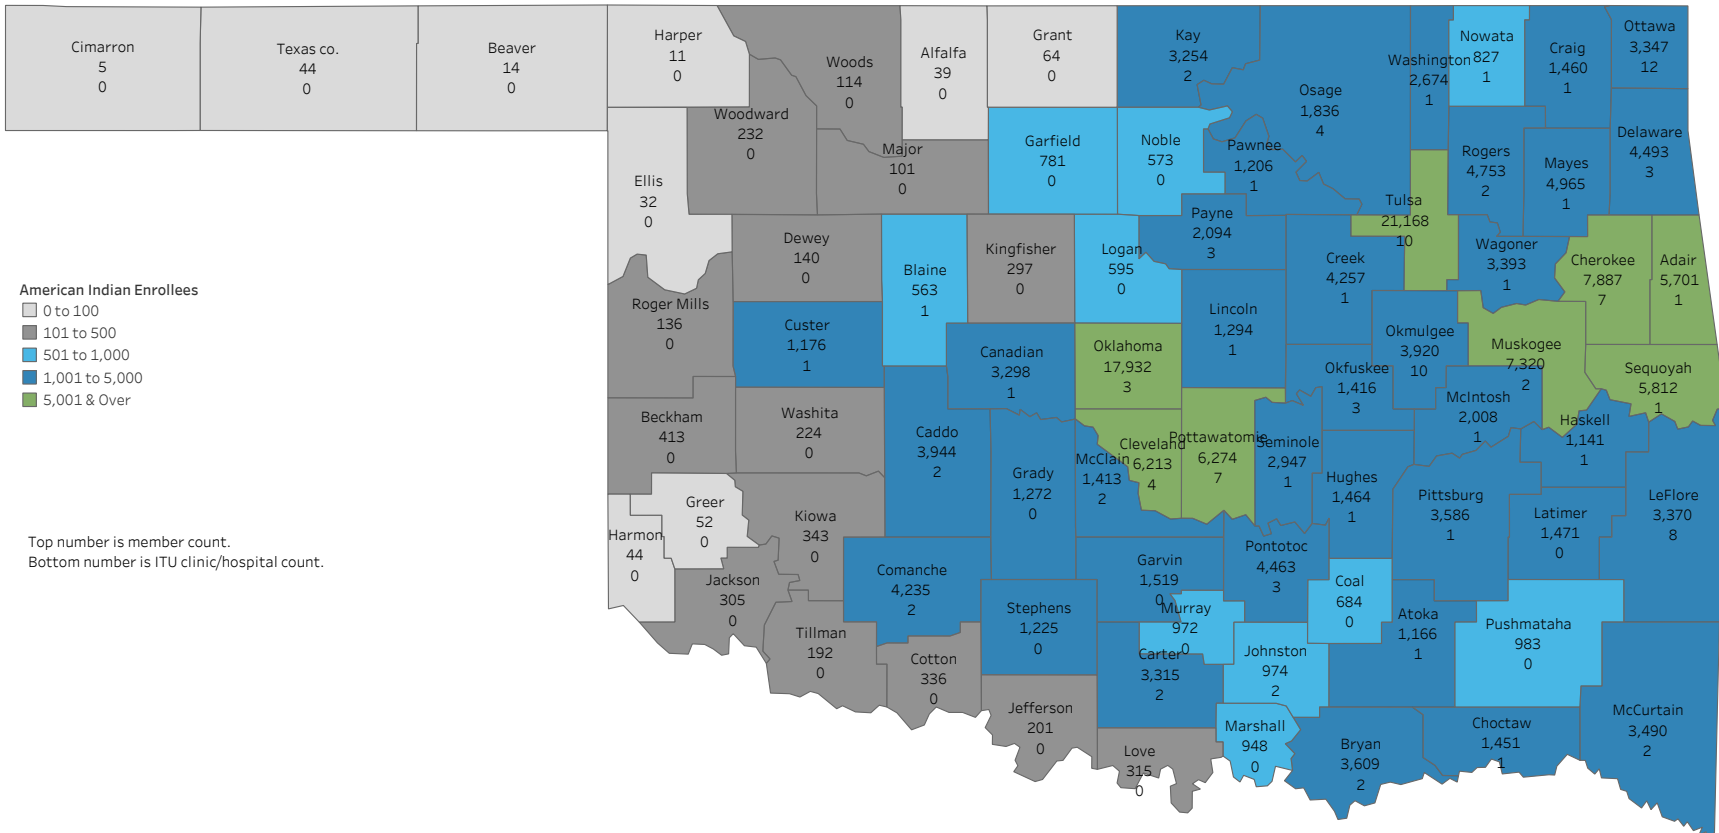 Cimarron
5
0
Texas co.
44
0
Beaver
14
0
Harper
11
0
Woods
114
0
Alfalfa
39
0
Grant
64
0
Kay
3,254
2
Osage
1,836
4
Washington
2,674
1
Nowata
827
1
Craig
1,460
1
Ottawa
3,347
12
Woodward
232
0
Major
101
0
Garfield
781
0
Noble
573
0
Pawnee
1,206
1
Rogers
4,753
2
Mayes
4,965
1
Delaware
4,493
3
Ellis
32
0
Dewey
140
0
Blaine
563
1
Kingfisher
297
0
Logan
595
0
Payne
2,094
3
Creek
4,257
1
Tulsa
21,168
10
Wagoner
3,393
1
Cherokee
7,887
7
Adair
5,701
1
American Indian Enrollees
0 to 100
101 to 500
501 to 1,000
1,001 to 5,000
5,001 & Over
Roger Mills
136
0
Custer
1,176
1
Canadian
3,298
1
Oklahoma
17,932
3
Lincoln
1,294
1
Okfuskee
1,416
3
Okmulgee
3,920
10
Muskogee
7,320
2
Sequoyah
5,812
1
Beckham
413
0
Washita
224
0
Caddo
3,944
2
Grady
1,272
0
McClain
1,413
2
Cleveland
6,213
4
Pottawatomie
6,274
7
Seminole
2,947
1
Hughes
1,464
1
McIntosh
2,008
1
Haskell
1,141
1
Pittsburg
3,586
1
Latimer
1,471
0
LeFlore
3,370
8
Top number is member count.
Bottom number is ITU clinic/hospital count.
Harmon
44
0
Greer
52
0
Kiowa
343
0
Jackson
305
0
Tillman
192
0
Comanche
4,235
2
Cotton
336
0
Stephens
1,225
0
Garvin
1,519
0
Murray
972
0
Pontotoc
4,463
3
Coal
684
0
Atoka
1,166
1
Pushmataha
983
0
Carter
3,315
2
Johnston
974
2
Jefferson
201
0
Love
315
0
Marshall
948
0
Bryan
3,609
2
Choctaw
1,451
1
McCurtain
3,490
2